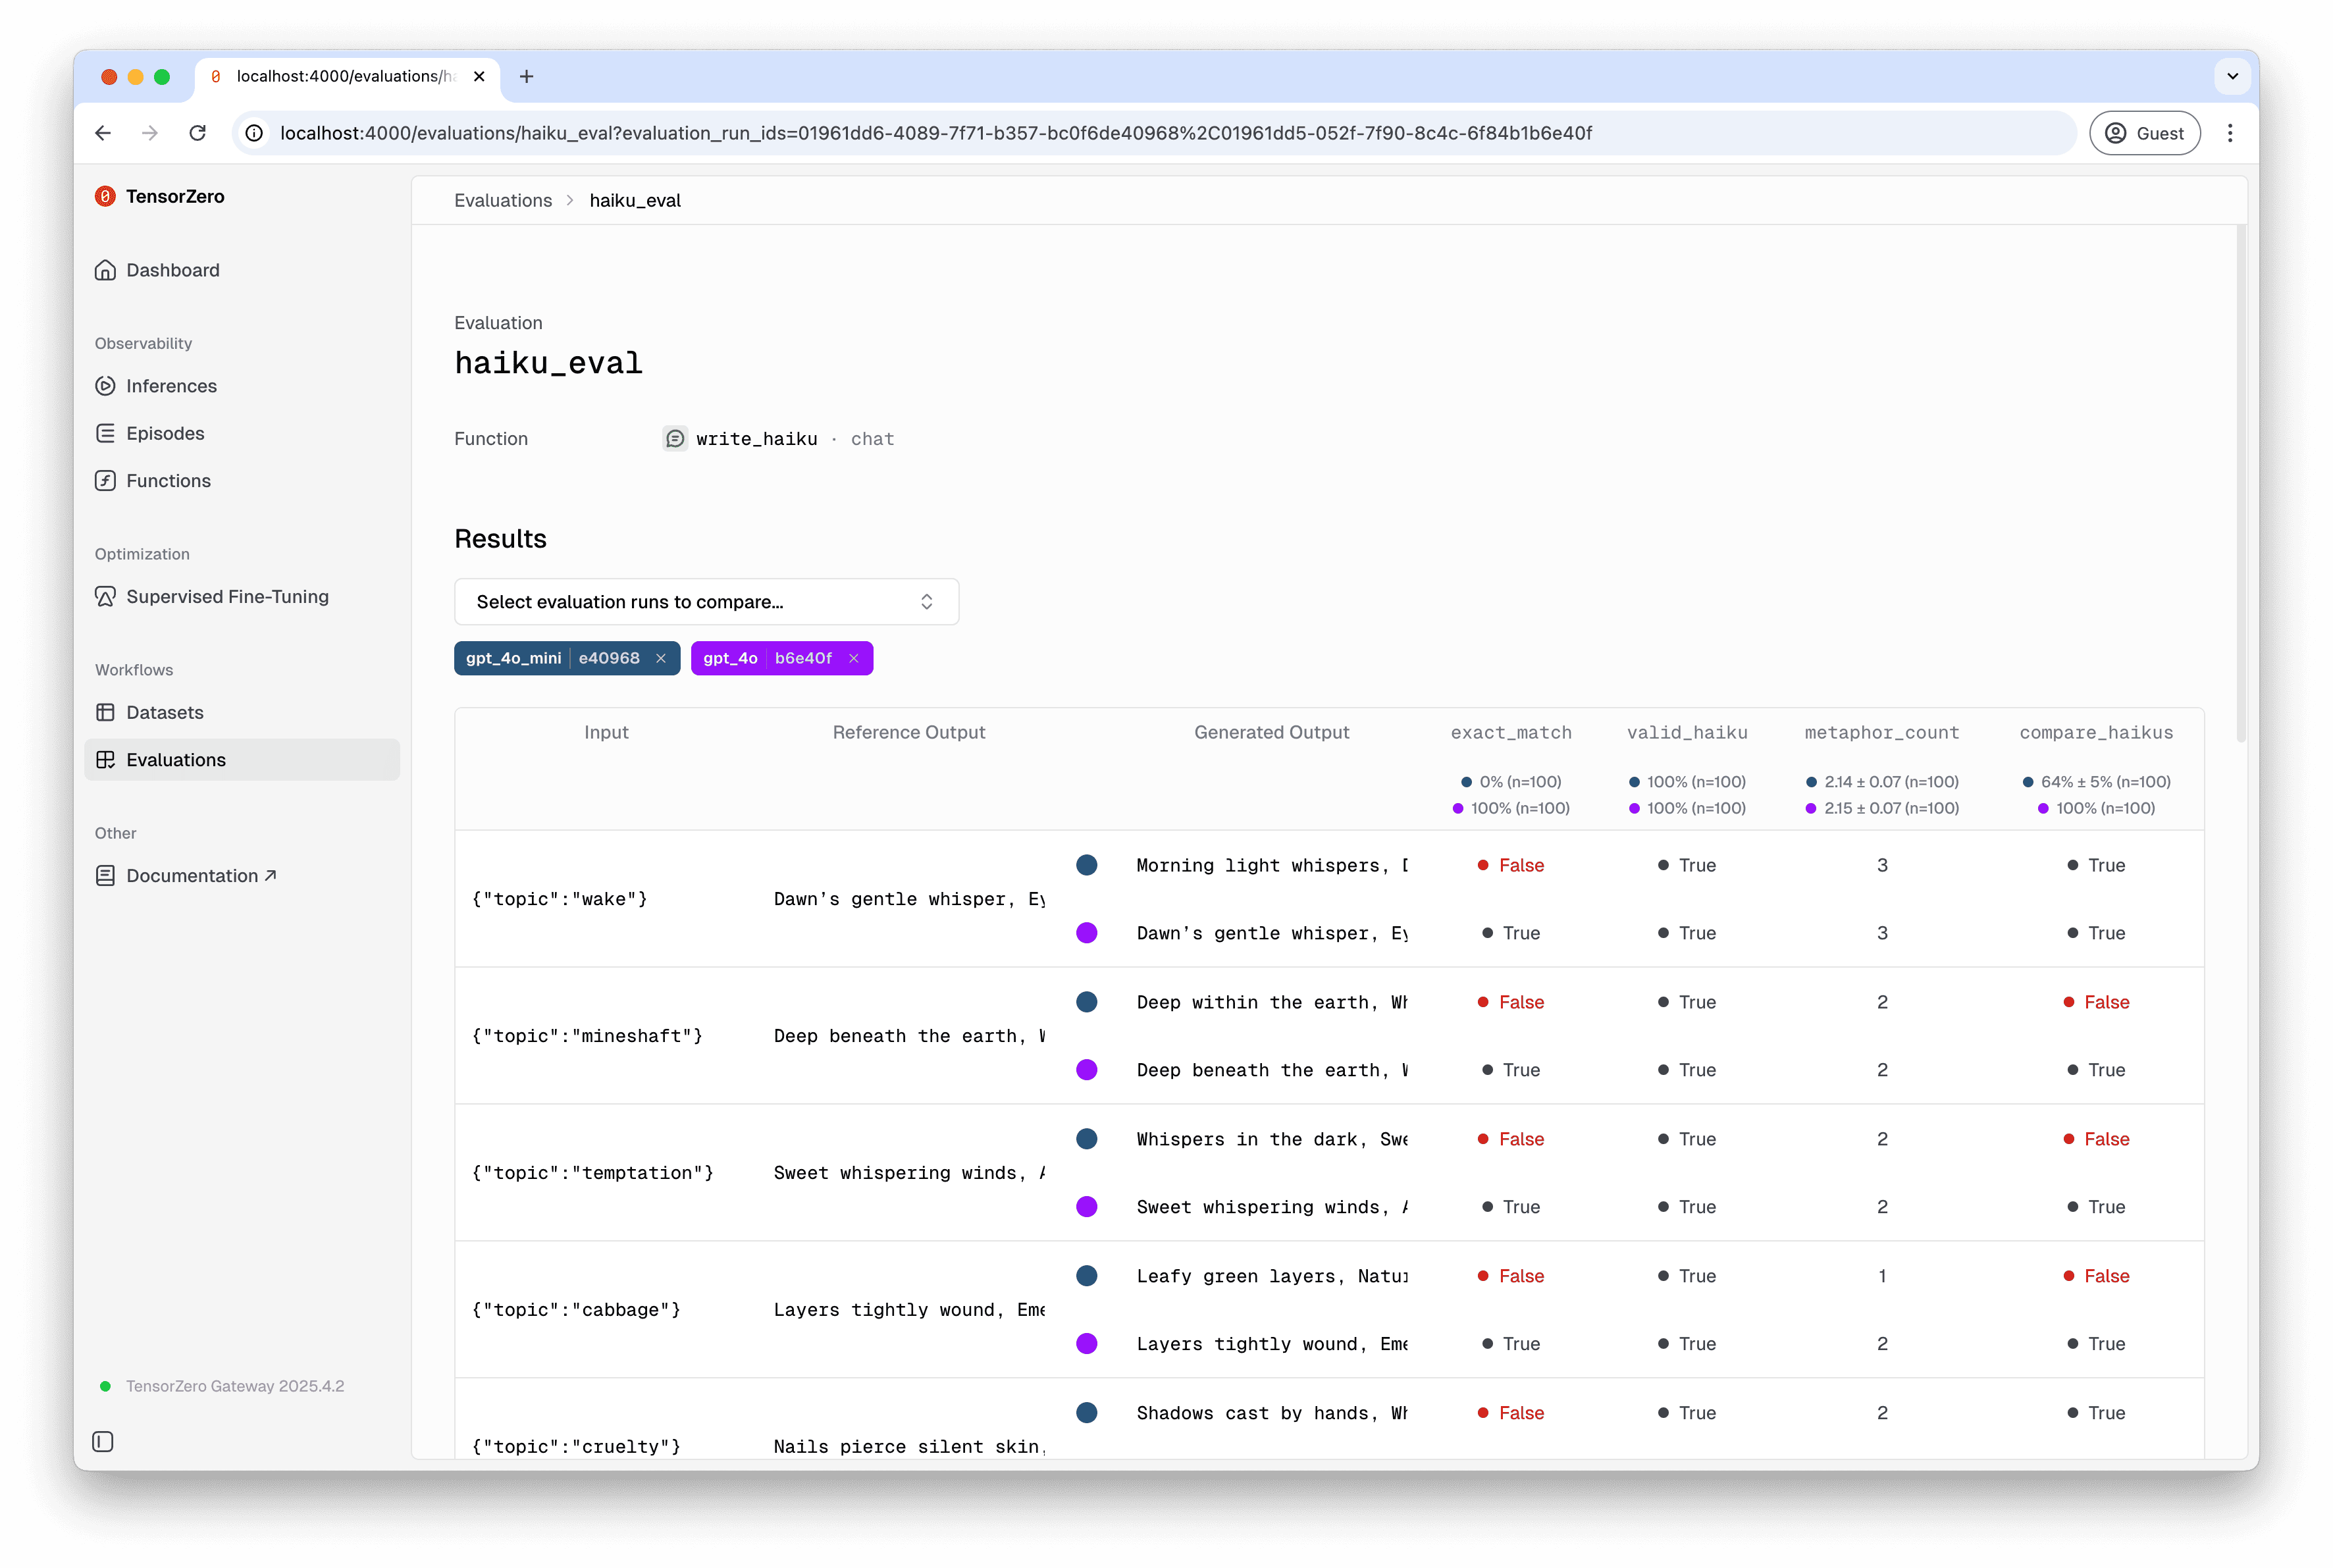 localhost:4000/evaluations/ha
localhost:4000/evaluations/haiku_eval?evaluation_run_ids=01961dd6-4089-7f71-b357-bc0f6de40968%2C01961dd5-052f-7f90-8c4c-6f84b1b6e40f
Guest
TensorZero
Dashboard
Observability
Inferences
Episodes
Functions
Optimization
Supervised Fine-Tuning
Workflows
Datasets
Evaluations
Other
Documentation ↗
TensorZero Gateway 2025.4.2
Evaluations > haiku_eval
Evaluation
haiku_eval
Function write_haiku · chat
Results
Select evaluation runs to compare...
gpt_4o_mini | e40968 × gpt_4o | b6e40f ×
Input Reference Output Generated Output exact_match valid_haiku metaphor_count compare_haikus
0% (n=100) 100% (n=100) 2.14 ± 0.07 (n=100) 64% ± 5% (n=100)
100% (n=100) 100% (n=100) 2.15 ± 0.07 (n=100) 100% (n=100)
Morning light whispers, False True 3 True
{"topic":"wake"} Dawn’s gentle whisper, Ey
Dawn’s gentle whisper, Ey True True 3 True
Deep within the earth, Wh False True 2 False
{"topic":"mineshaft"} Deep beneath the earth, W
Deep beneath the earth, W True True 2 True
Whispers in the dark, Swe False True 2 False
{"topic":"temptation"} Sweet whispering winds, A
Sweet whispering winds, A True True 2 True
Leafy green layers, Natur False True 1 False
{"topic":"cabbage"} Layers tightly wound, Eme
Layers tightly wound, Eme True True 2 True
Shadows cast by hands, Wh False True 2 True
{"topic":"cruelty"} Nails pierce silent skin,